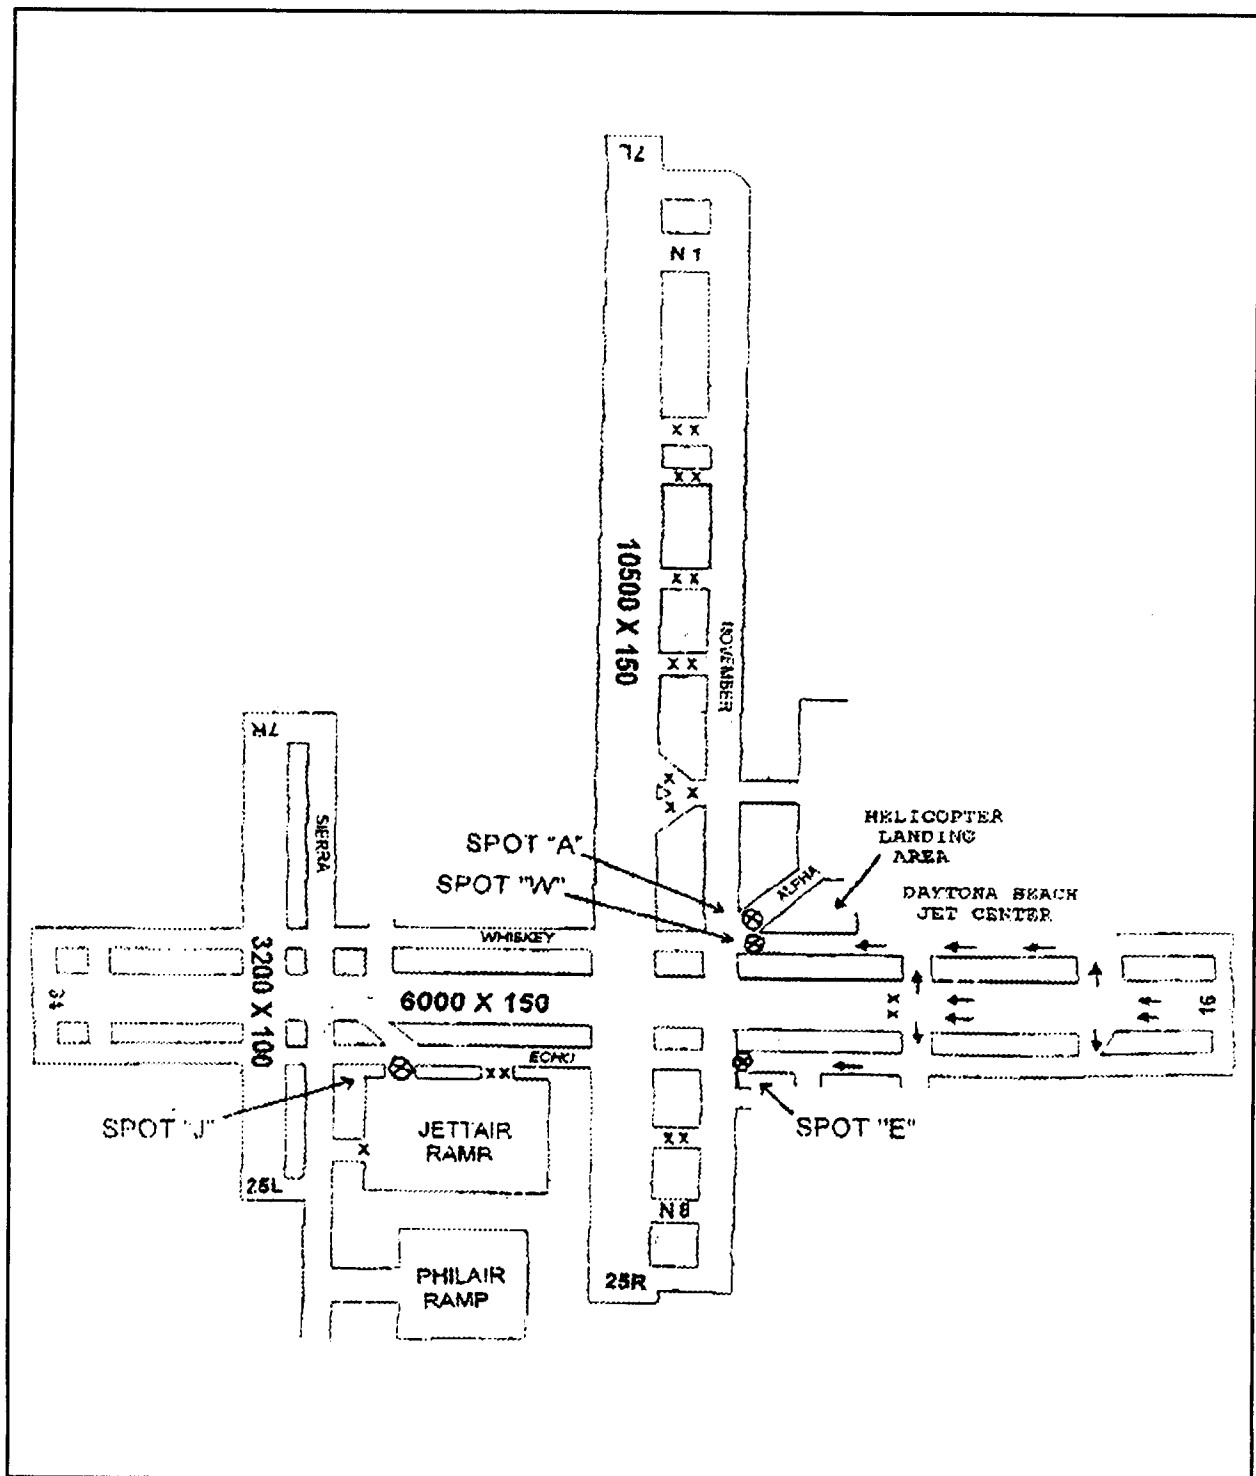 7L
N 1
X X
X X
X X
10500 X 150
NOVEMBER
X X
7R
SIERRA
X
X
X
HELICOPTER
LANDING
AREA
SPOT "A"
SPOT "W"
ALPHA
DAYTONA BEACH
JET CENTER
WHISKEY
3200 X 100
34
6000 X 150
X X
16
ECHO
X X
SPOT "J"
SPOT "E"
JETTAIR
RAMP
X
X X
25L
N 8
PHILAIR
RAMP
25R